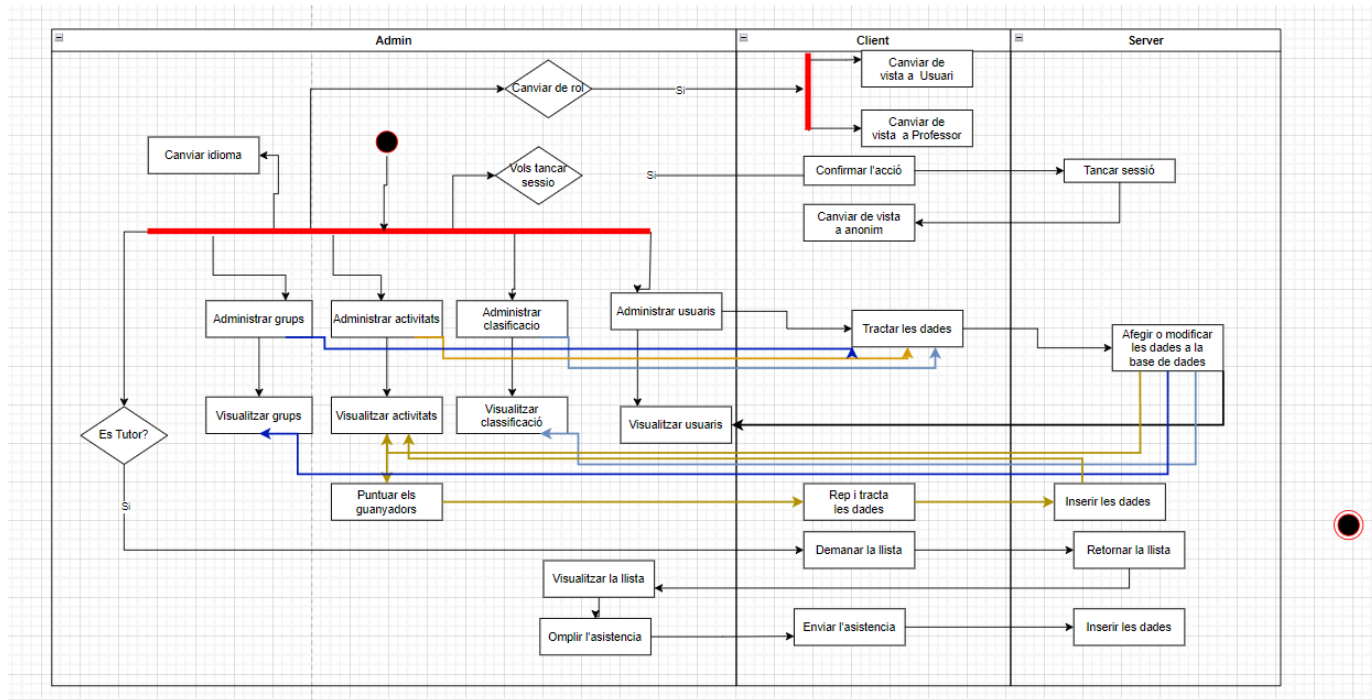 Admin
Client
Server
Canviar de rol
Si
Canviar de
vista a Usuari
Canviar de
vista a Professor
Canviar idioma
Vols tancar
sessio
Si
Confirmar l'acció
Tancar sessió
Canviar de vista
a anonim
Administrar grups
Administrar activitats
Administrar
clasificacio
Administrar usuaris
Tractar les dades
Afegir o modificar
les dades a la
base de dades
Es Tutor?
Visualitzar grups
Visualitzar activitats
Visualitzar
classificació
Visualitzar usuaris
Si
Puntuar els
guanyadors
Rep i tracta
les dades
Inserir les dades
Demanar la llista
Retornar la llista
Visualitzar la llista
Omplir l'asistencia
Enviar l'asistencia
Inserir les dades